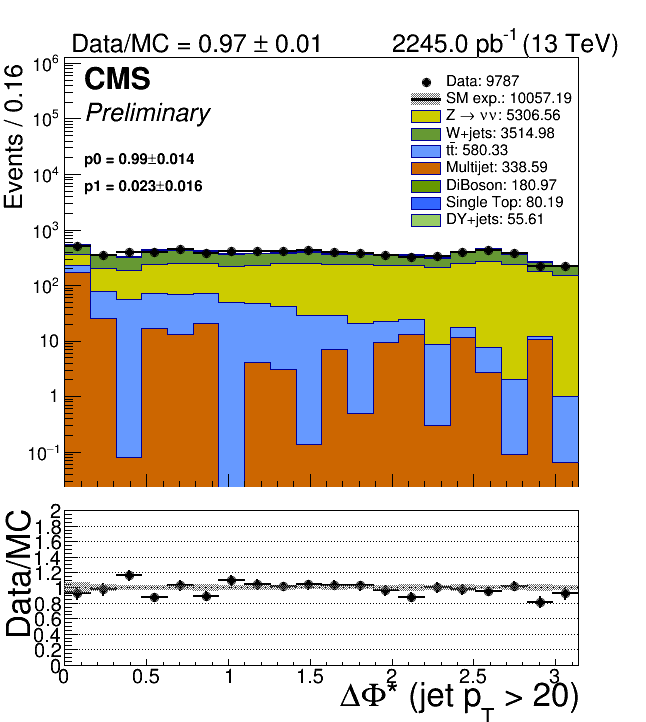 Data/MC = 0.97 ± 0.01 2245.0 pb⁻¹ (13 TeV)
CMS
Preliminary
p0 = 0.99±0.014
p1 = 0.023±0.016
Data: 9787
SM exp.: 10057.19
Z → νν: 5306.56
W+jets: 3514.98
tt̄: 580.33
Multijet: 338.59
DiBoson: 180.97
Single Top: 80.19
DY+jets: 55.61
Events / 0.16
10⁶
10⁵
10⁴
10³
10²
10
1
10⁻¹
Data/MC
2
1.8
1.6
1.4
1.2
1
0.8
0.6
0.4
0.2
0
0 0.5 1 1.5 2 2.5 3
ΔΦ* (jet p_T > 20)